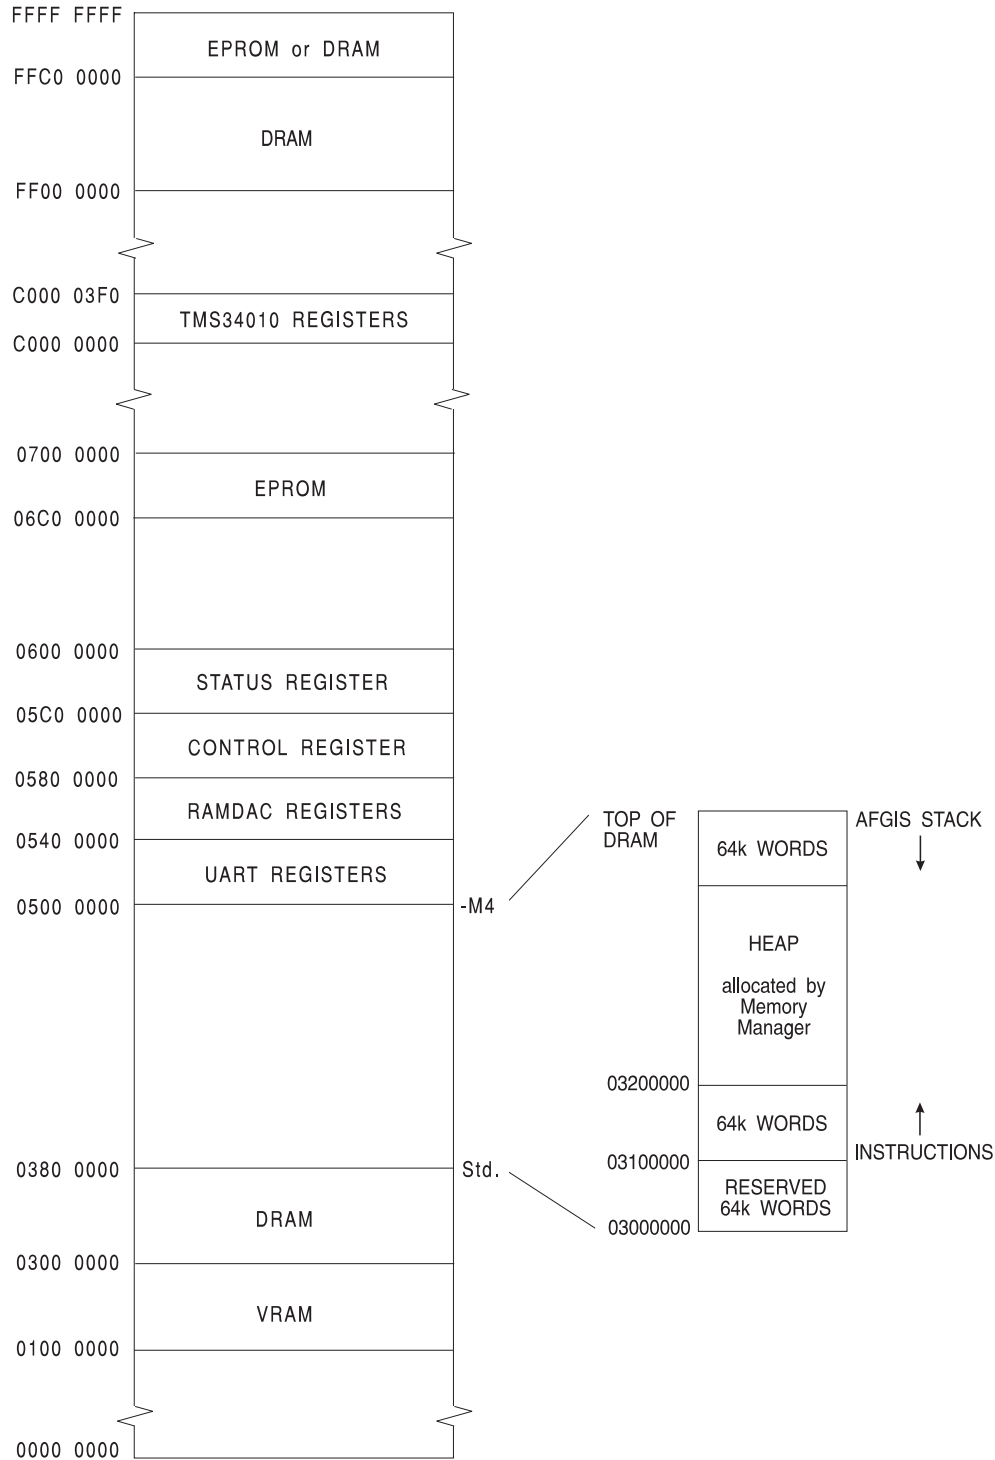 FFFF FFFF
EPROM or DRAM
FFC0 0000
DRAM
FF00 0000
C000 03F0
TMS34010 REGISTERS
C000 0000
0700 0000
EPROM
06C0 0000
0600 0000
STATUS REGISTER
05C0 0000
CONTROL REGISTER
0580 0000
RAMDAC REGISTERS
0540 0000
UART REGISTERS
0500 0000
-M4
0380 0000
Std.
DRAM
0300 0000
VRAM
0100 0000
0000 0000
TOP OF
DRAM
64k WORDS
AFGIS STACK
HEAP
allocated by
Memory
Manager
03200000
64k WORDS
INSTRUCTIONS
03100000
RESERVED
64k WORDS
03000000